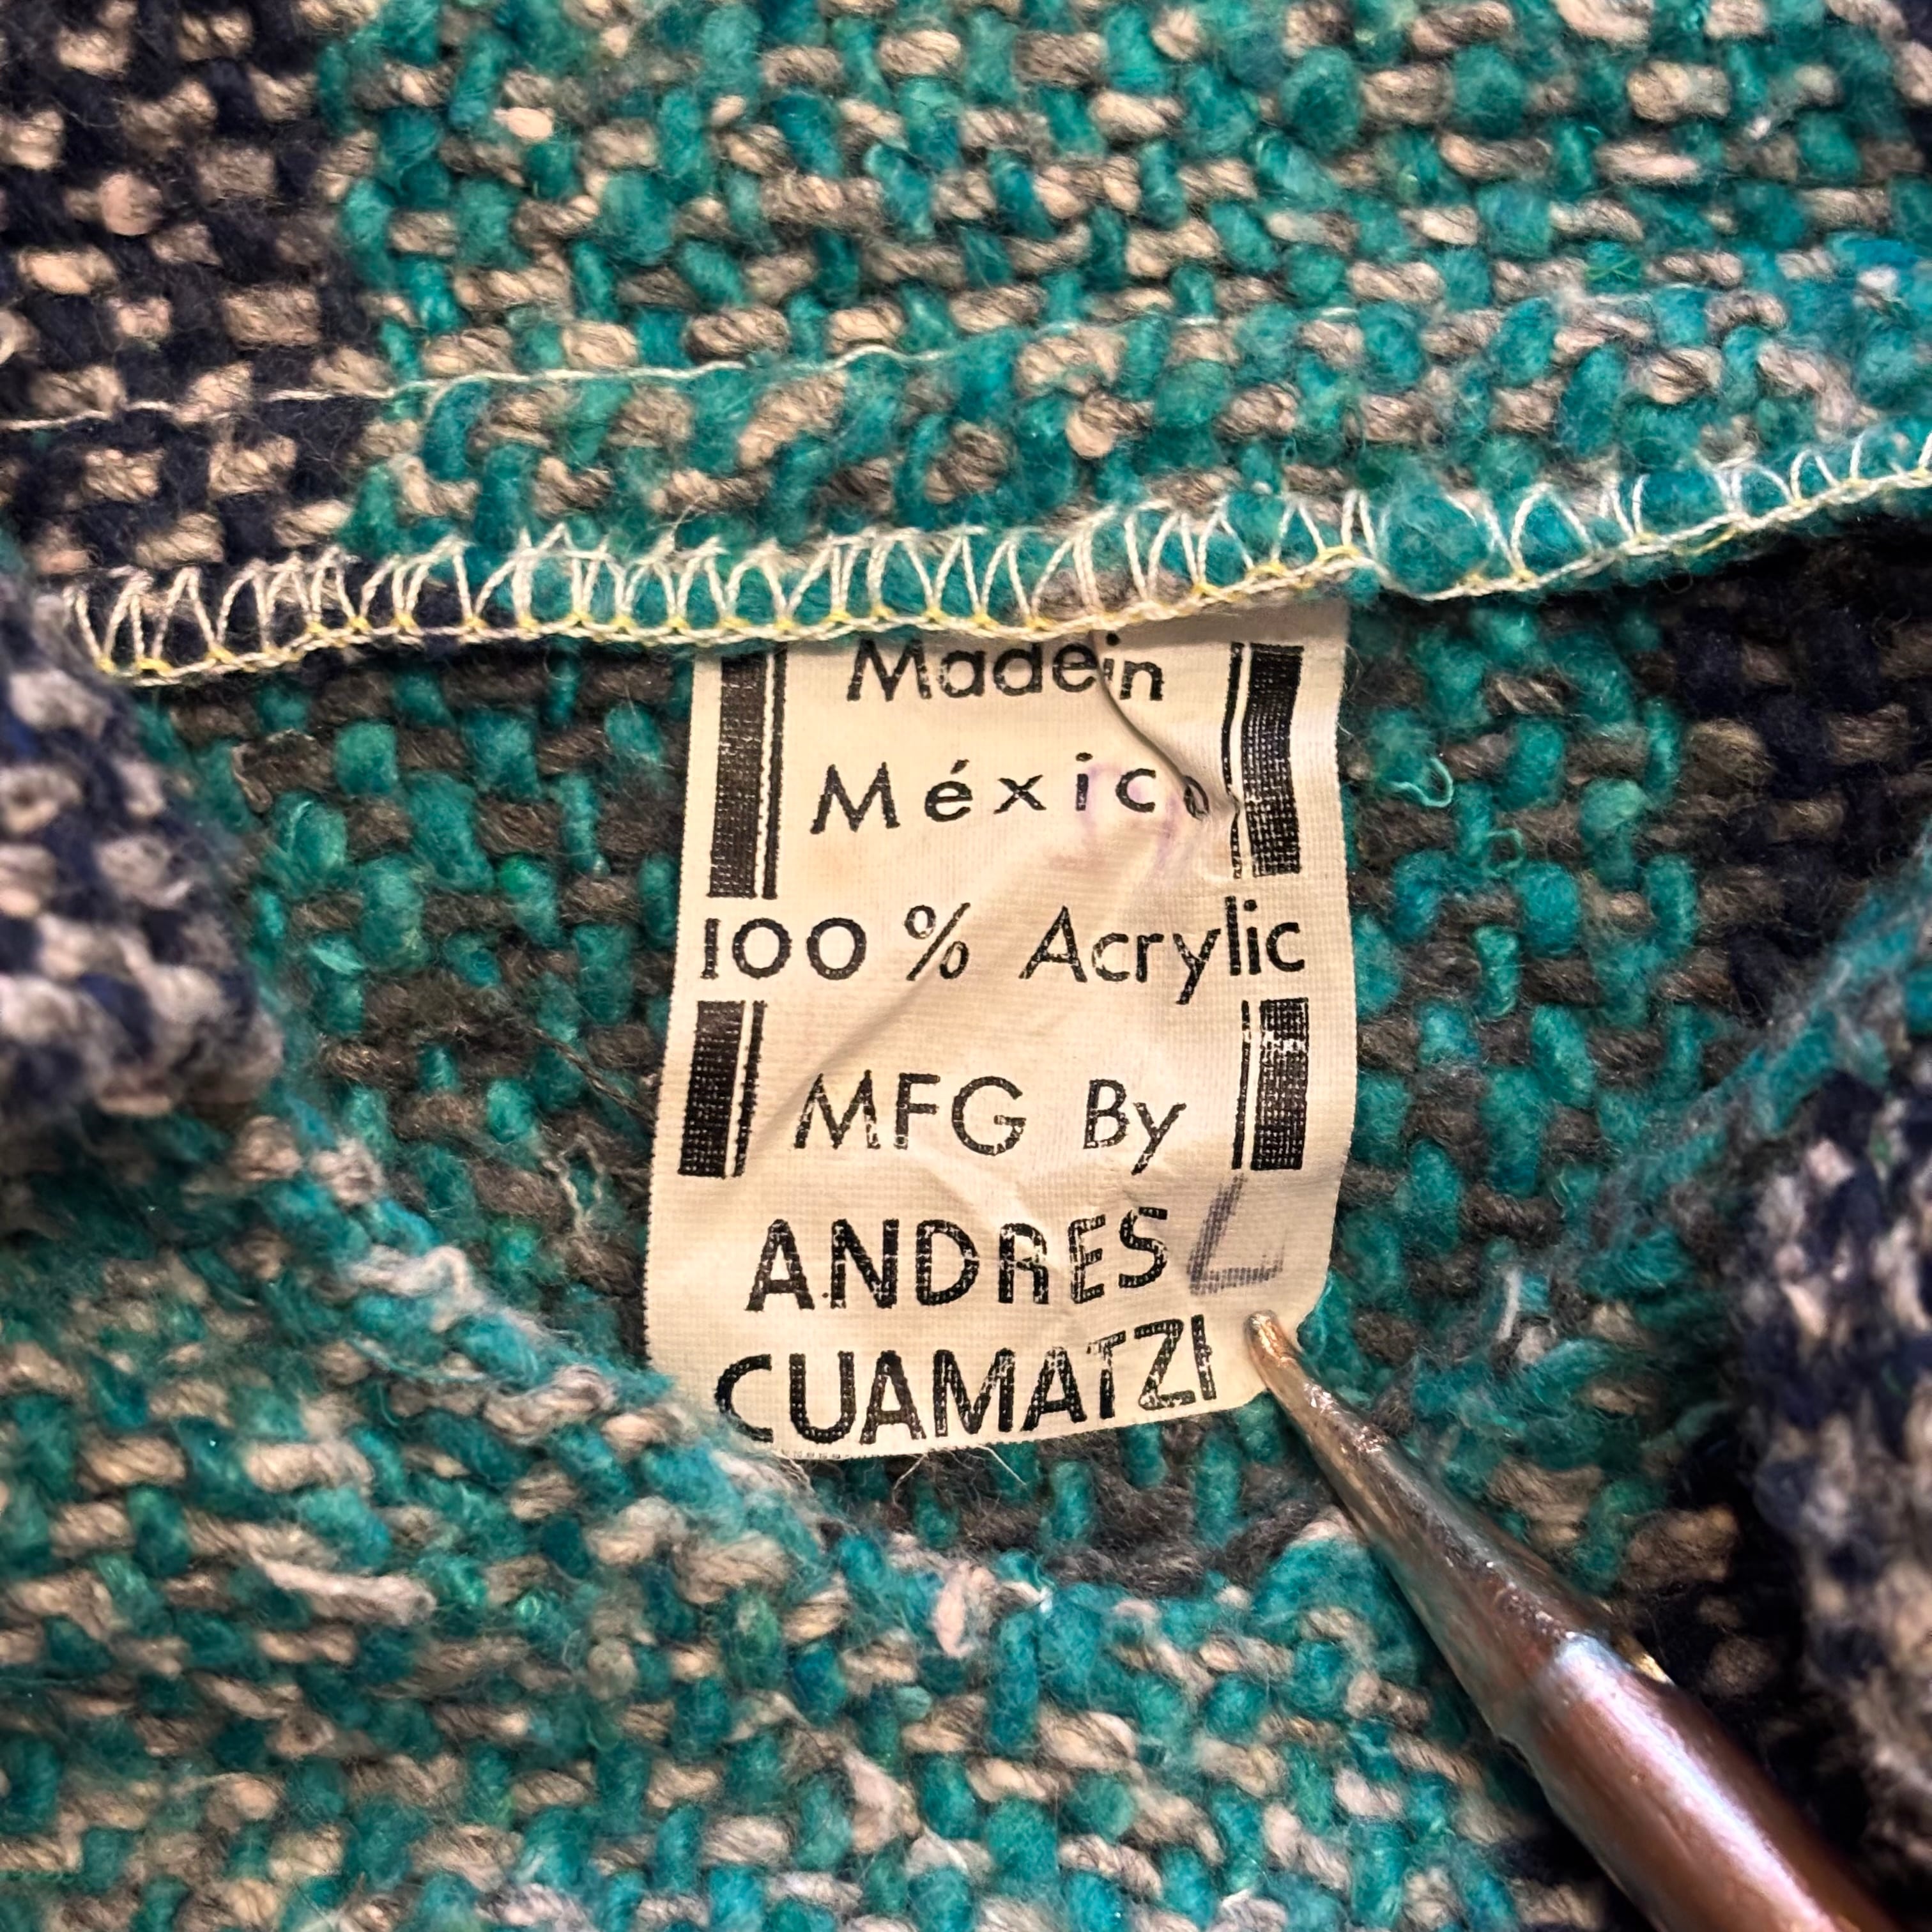 Made in
México
100 % Acrylic
MFG By
ANDRES L
CUAMATZI